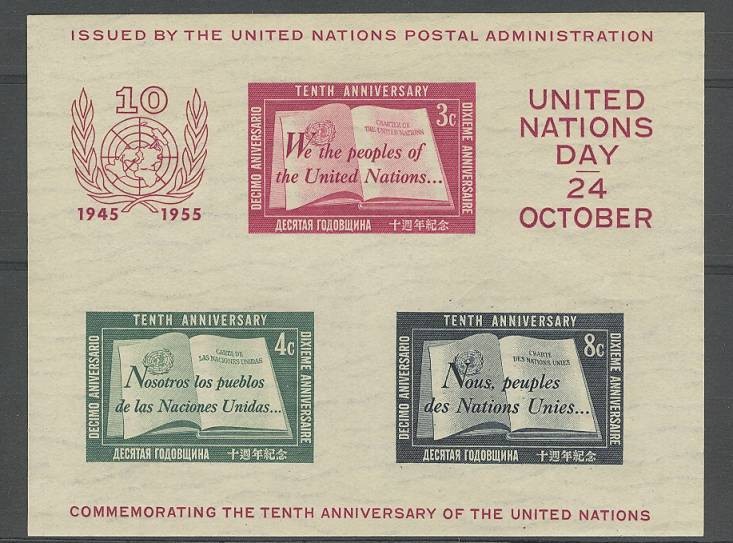 ISSUED BY THE UNITED NATIONS POSTAL ADMINISTRATION
10
1945 1955
TENTH ANNIVERSARY
DECIMO ANIVERSARIO
3c
CHARTER OF
THE UNITED NATIONS
We the peoples of
the United Nations...
DIXIEME ANNIVERSAIRE
ДЕСЯТАЯ ГОДОВЩИНА 十週年紀念
UNITED
NATIONS
DAY
24
OCTOBER
TENTH ANNIVERSARY
DECIMO ANIVERSARIO
4c
CARTA DE
LAS NACIONES UNIDAS
Nosotros los pueblos
de las Naciones Unidas...
DIXIEME ANNIVERSAIRE
ДЕСЯТАЯ ГОДОВЩИНА 十週年紀念
TENTH ANNIVERSARY
DECIMO ANIVERSARIO
8c
CHARTE
DES NATIONS UNIES
Nous, peuples
des Nations Unies...
DIXIEME ANNIVERSAIRE
ДЕСЯТАЯ ГОДОВЩИНА 十週年紀念
COMMEMORATING THE TENTH ANNIVERSARY OF THE UNITED NATIONS